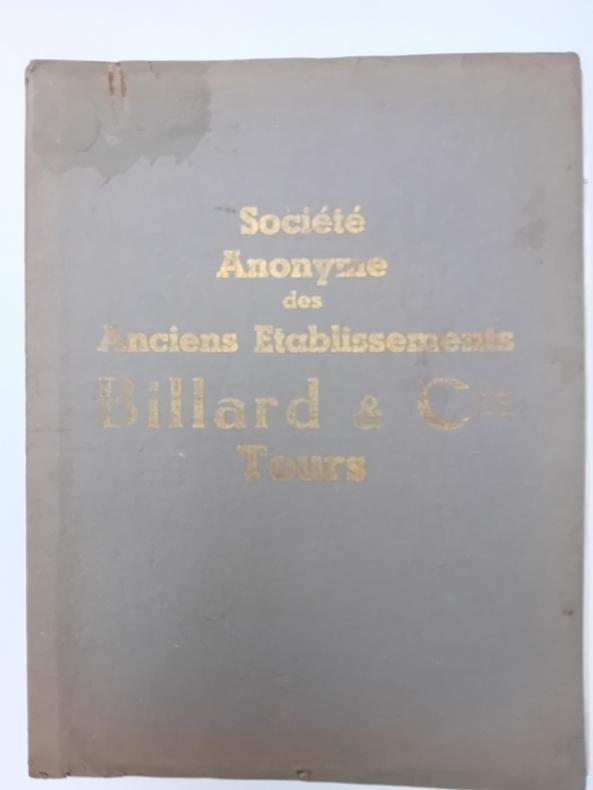 Société
Anonyme
des
Anciens Etablissements
Billard & Cie
Tours